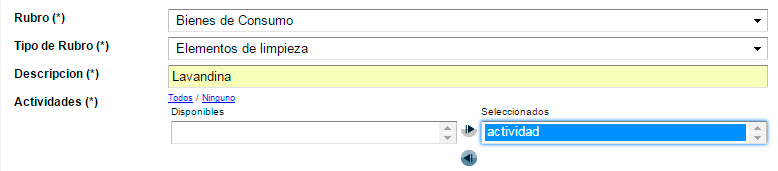 Rubro (*)
Bienes de Consumo
Tipo de Rubro (*)
Elementos de limpieza
Descripcion (*)
Lavandina
Actividades (*)
Todos / Ninguno
Disponibles
Seleccionados
actividad